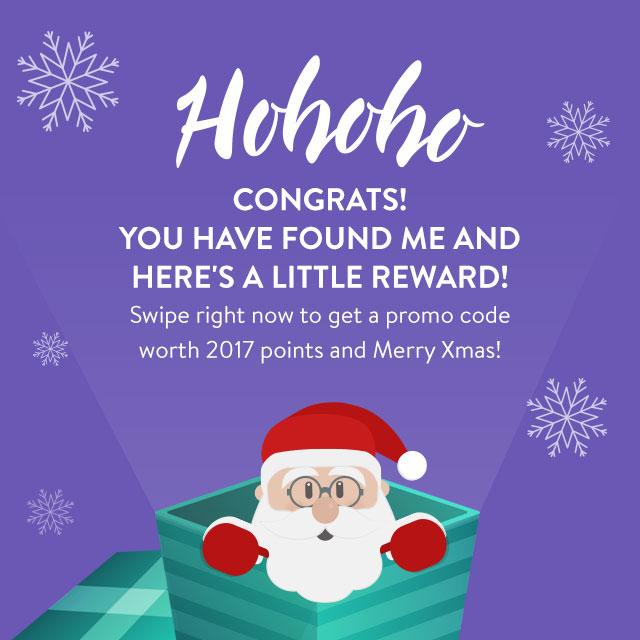 Hohoho
CONGRATS!
YOU HAVE FOUND ME AND
HERE'S A LITTLE REWARD!
Swipe right now to get a promo code
worth 2017 points and Merry Xmas!